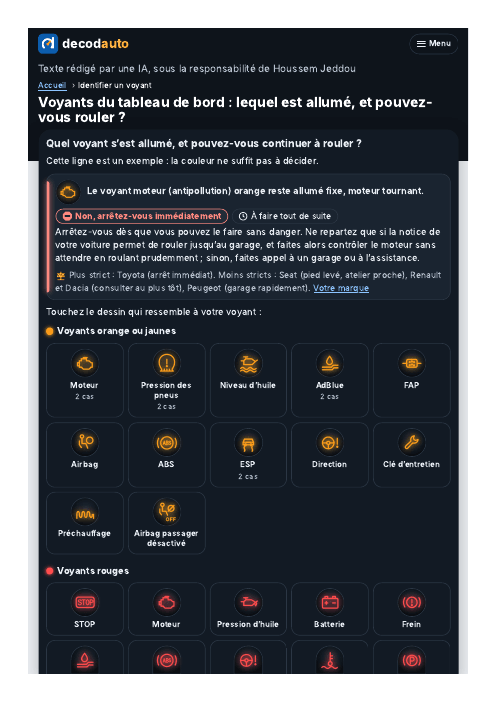 decodauto
Menu
Texte rédigé par une IA, sous la responsabilité de Houssem Jeddou
Accueil › Identifier un voyant
Voyants du tableau de bord : lequel est allumé, et pouvez-
vous rouler ?
Quel voyant s'est allumé, et pouvez-vous continuer à rouler ?
Cette ligne est un exemple : la couleur ne suffit pas à décider.
Le voyant moteur (antipollution) orange reste allumé fixe, moteur tournant.
Non, arrêtez-vous immédiatement
À faire tout de suite
Arrêtez-vous dès que vous pouvez le faire sans danger. Ne repartez que si la notice de
votre voiture permet de rouler jusqu'au garage, et faites alors contrôler le moteur sans
attendre en roulant prudemment ; sinon, faites appel à un garage ou à l'assistance.
Plus strict : Toyota (arrêt immédiat). Moins stricts : Seat (pied levé, atelier proche), Renault
et Dacia (consulter au plus tôt), Peugeot (garage rapidement). Votre marque
Touchez le dessin qui ressemble à votre voyant :
Voyants orange ou jaunes
Moteur
2 cas
Pression des
pneus
2 cas
Niveau d'huile
AdBlue
2 cas
FAP
Airbag
ABS
ABS
ESP
2 cas
Direction
Clé d'entretien
Préchauffage
OFF
Airbag passager
désactivé
Voyants rouges
STOP
STOP
Moteur
Pression d'huile
Batterie
Frein
ABS